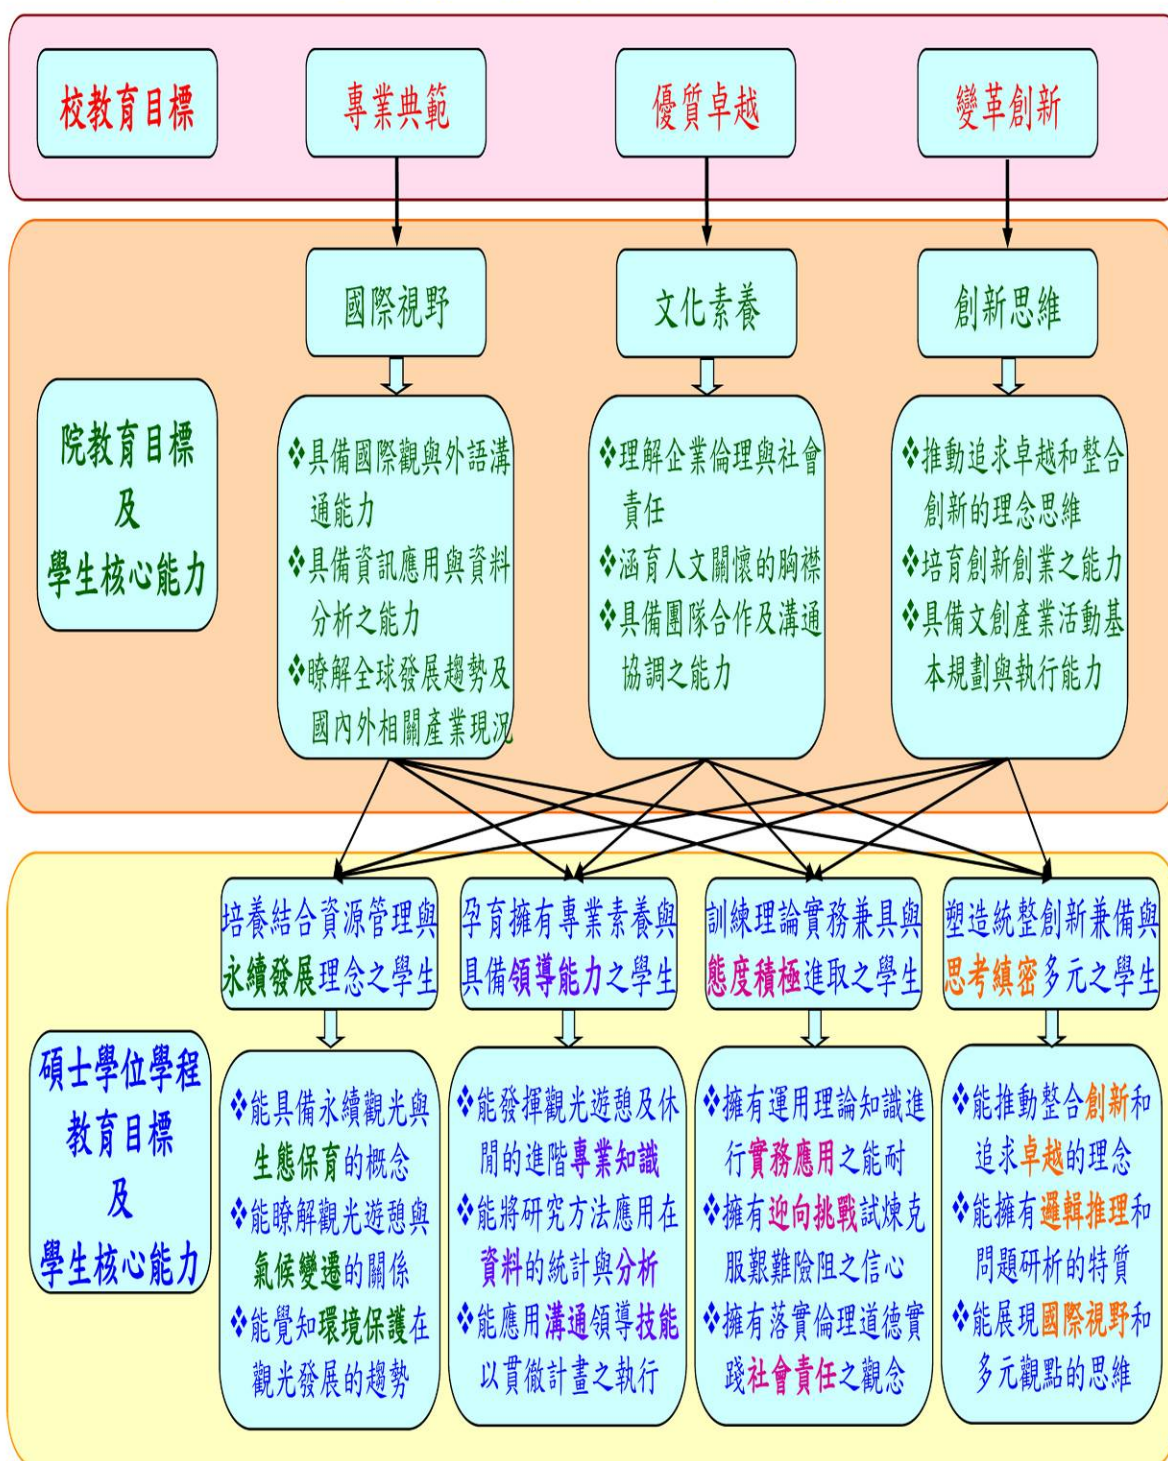 校教育目標
專業典範
優質卓越
變革創新
國際視野
文化素養
創新思維
院教育目標
及
學生核心能力
❖具備國際觀與外語溝
通能力
❖具備資訊應用與資料
分析之能力
❖瞭解全球發展趨勢及
國內外相關產業現況
❖理解企業倫理與社會
責任
❖涵育人文關懷的胸襟
❖具備團隊合作及溝通
協調之能力
❖推動追求卓越和整合
創新的理念思維
❖培育創新創業之能力
❖具備文創產業活動基
本規劃與執行能力
培養結合資源管理與
永續發展理念之學生
孕育擁有專業素養與
具備領導能力之學生
訓練理論實務兼具與
態度積極進取之學生
塑造統整創新兼備與
思考縝密多元之學生
碩士學位學程
教育目標
及
學生核心能力
❖能具備永續觀光與
生態保育的概念
❖能瞭解觀光遊憩與
氣候變遷的關係
❖能覺知環境保護在
觀光發展的趨勢
❖能發揮觀光遊憩及休
閒的進階專業知識
❖能將研究方法應用在
資料的統計與分析
❖能應用溝通領導技能
以貫徹計畫之執行
❖擁有運用理論知識進
行實務應用之能耐
❖擁有迎向挑戰試煉克
服艱難險阻之信心
❖擁有落實倫理道德實
踐社會責任之觀念
❖能推動整合創新和
追求卓越的理念
❖能擁有邏輯推理和
問題研析的特質
❖能展現國際視野和
多元觀點的思維